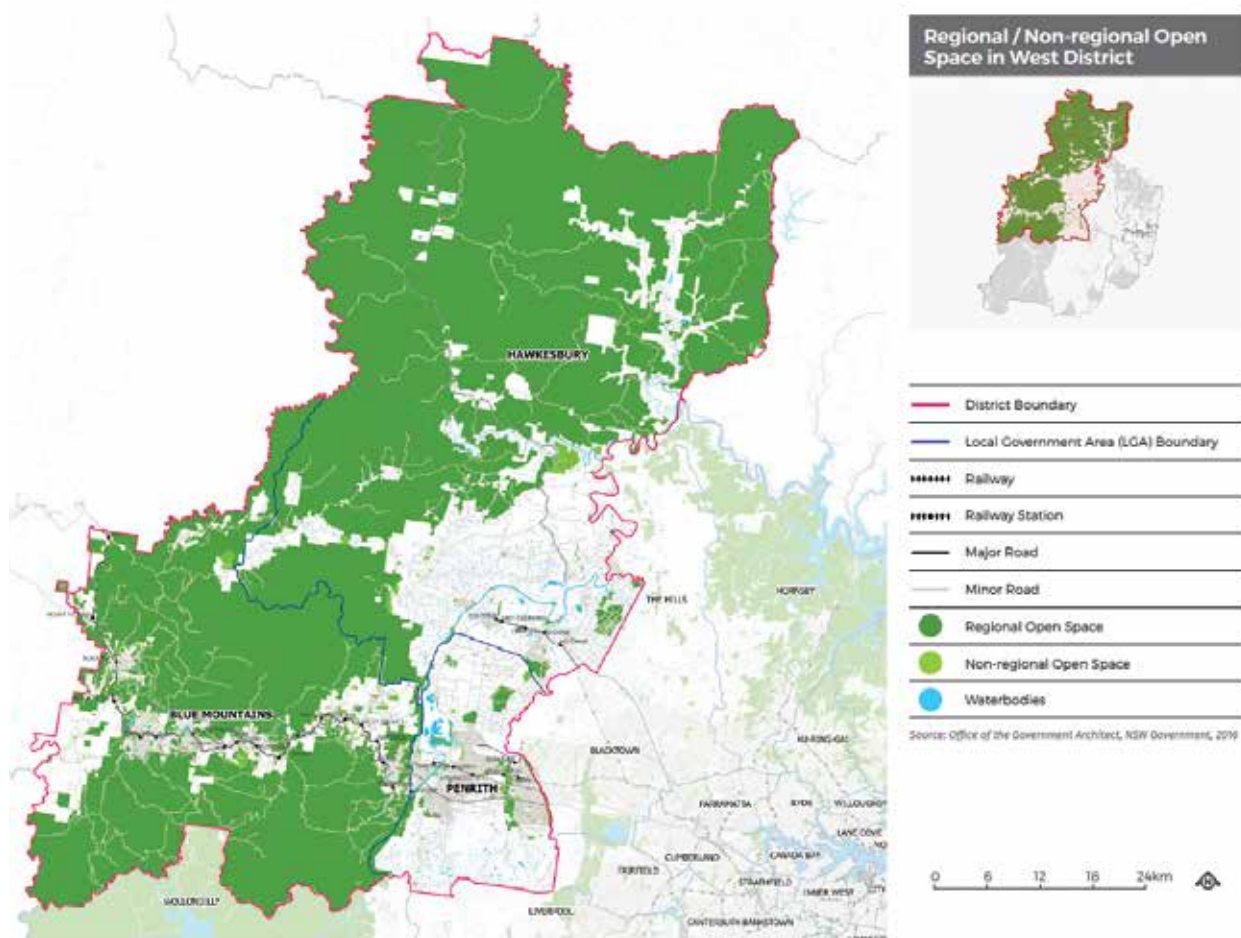 Regional / Non-regional Open
Space in West District
HAWKESBURY
THE HILLS
HORNSBY
BLUE MOUNTAINS
PENRITH
BLACKTOWN
PARRAMATTA
RYDE
WILLOUGHBY
LANE COVE
CUMBERLAND
CANADA BAY
FAIRFIELD
STRATHFIELD
INNER WEST
WOLLONDILLY
LIVERPOOL
CANTERBURY-BANKSTOWN
District Boundary
Local Government Area (LGA) Boundary
Railway
Railway Station
Major Road
Minor Road
Regional Open Space
Non-regional Open Space
Waterbodies
Source: Office of the Government Architect, NSW Government, 2016
0 6 12 18 24km
N